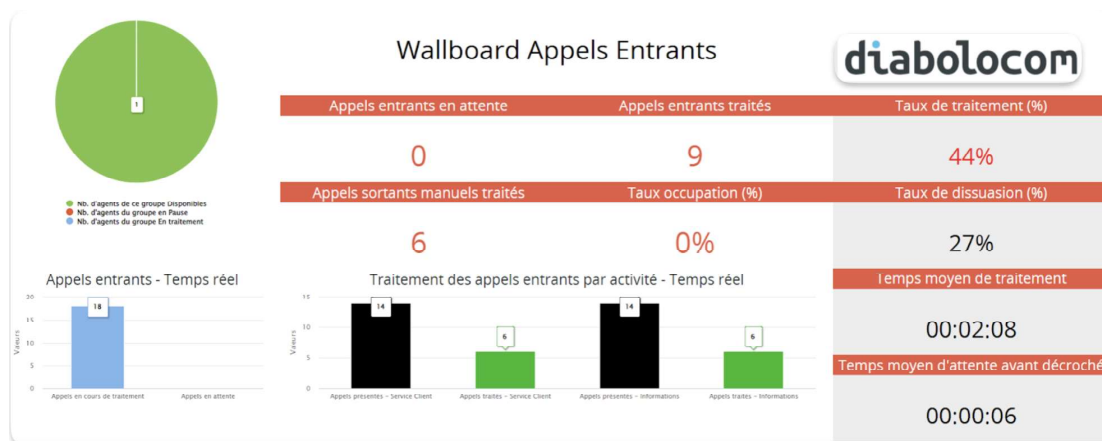 Wallboard Appels Entrants
diabolocom
1
Nb. d'agents de ce groupe Disponibles
Nb. d'agents du groupe en Pause
Nb. d'agents du groupe En traitement
Appels entrants en attente
Appels entrants traités
Taux de traitement (%)
0
9
44%
Appels sortants manuels traités
Taux occupation (%)
Taux de dissuasion (%)
6
0%
27%
Appels entrants - Temps réel
Valeurs
20
15
10
5
0
18
Appels en cours de traitement
Appels en attente
Traitement des appels entrants par activité - Temps réel
Valeurs
15
10
5
0
14
6
14
6
Appels présentés - Service Client
Appels traités - Service Client
Appels présentés - Informations
Appels traités - Informations
Temps moyen de traitement
00:02:08
Temps moyen d'attente avant décroché
00:00:06